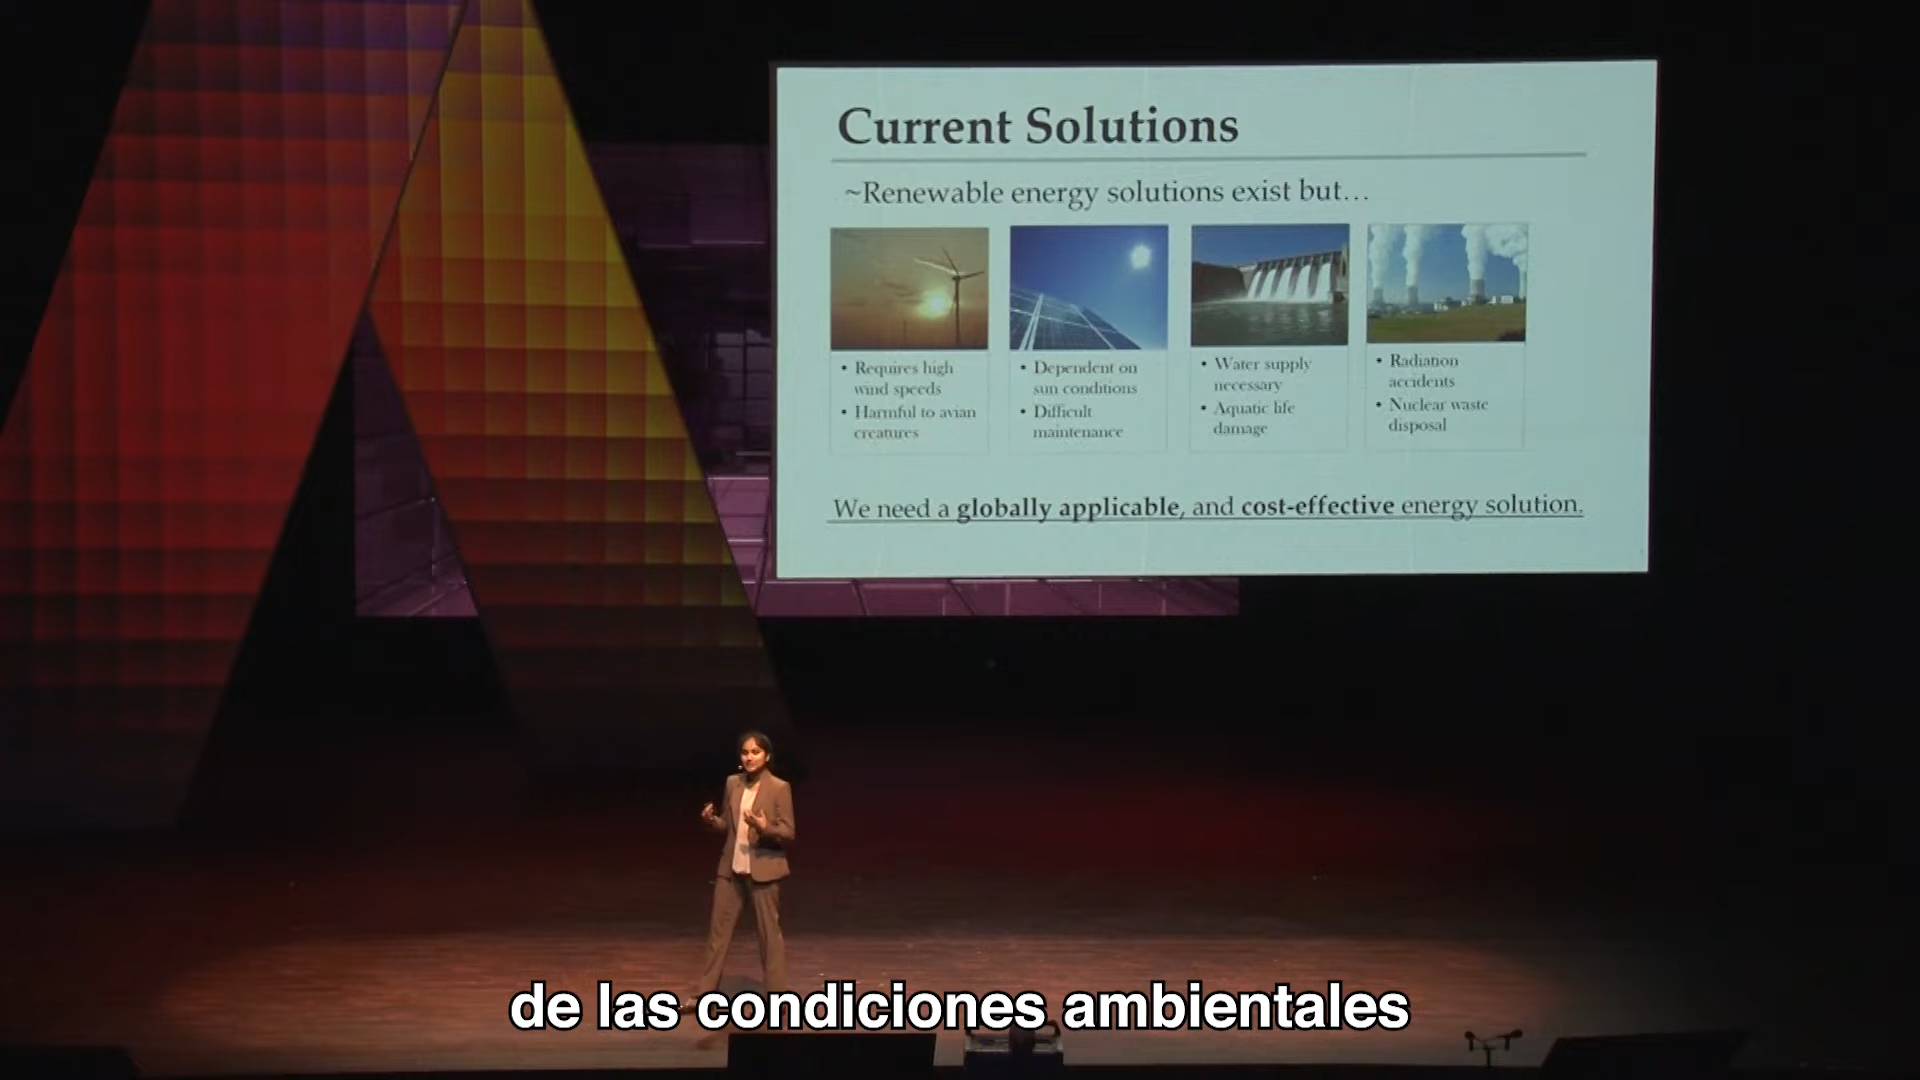 Current Solutions
~Renewable energy solutions exist but…
• Requires high
wind speeds
• Harmful to avian
creatures
• Dependent on
sun conditions
• Difficult
maintenance
• Water supply
necessary
• Aquatic life
damage
• Radiation
accidents
• Nuclear waste
disposal
We need a globally applicable, and cost-effective energy solution.
de las condiciones ambientales